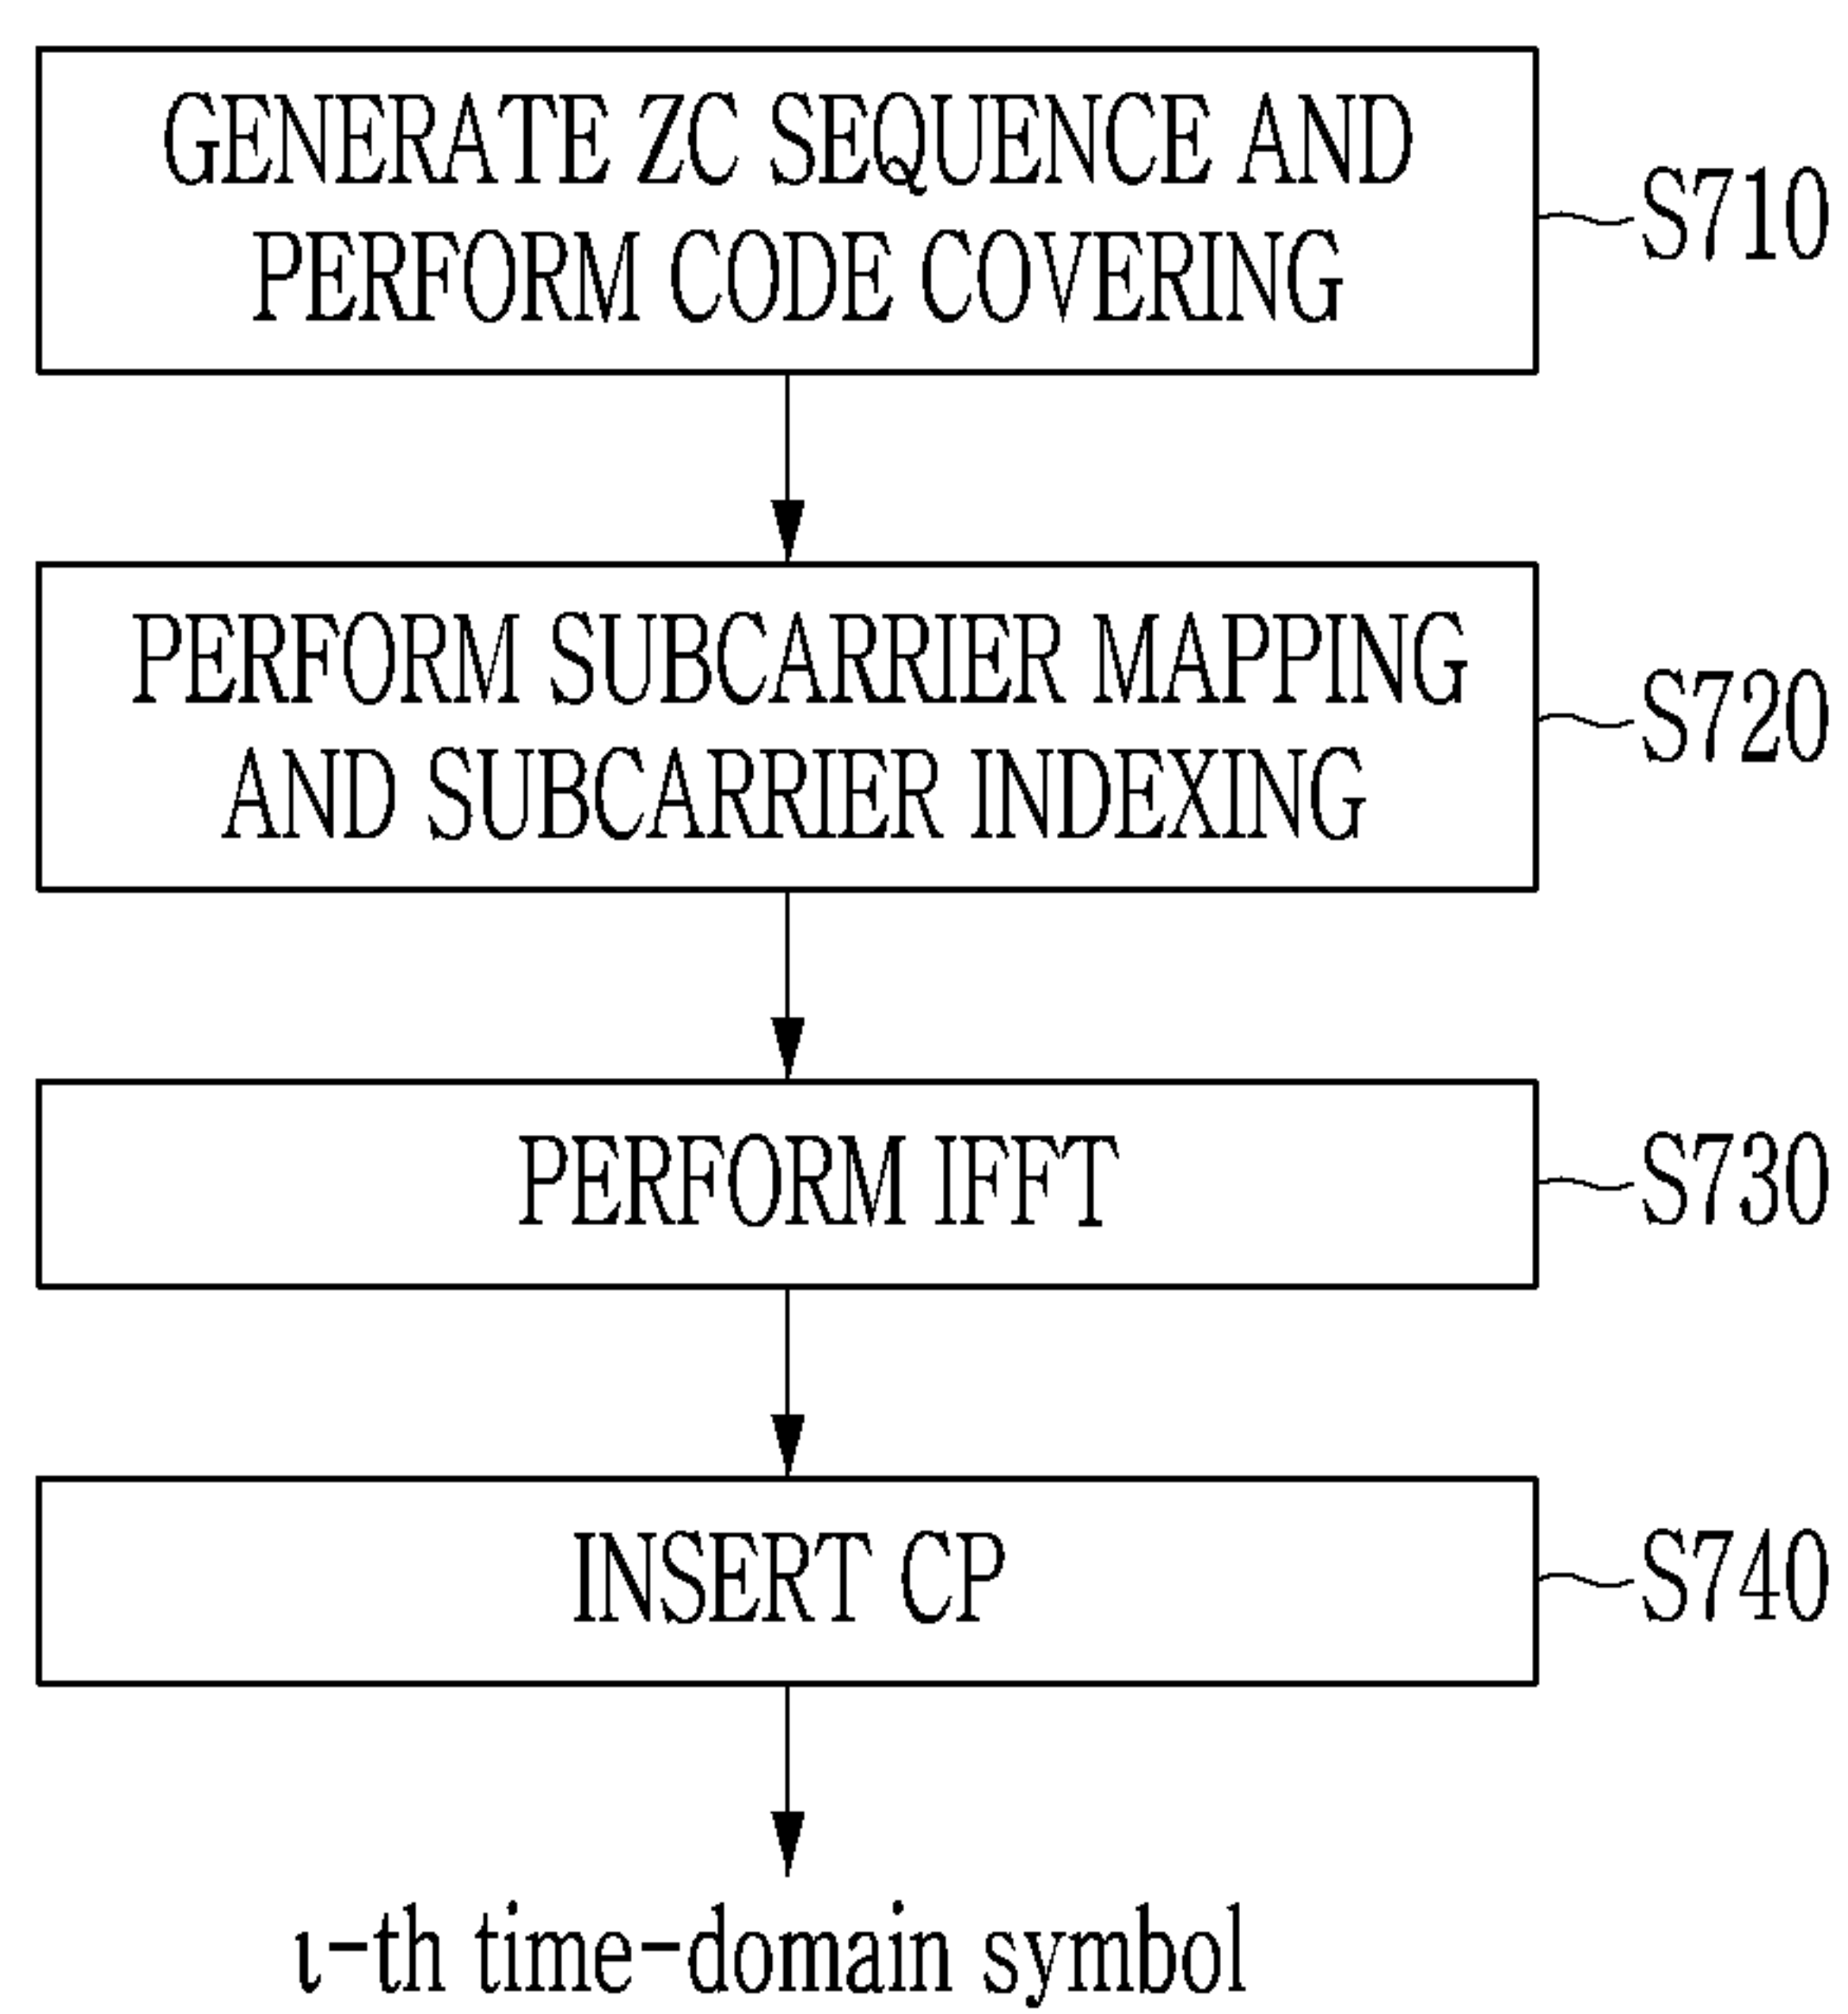 GENERATE ZC SEQUENCE AND
PERFORM CODE COVERING
S710
PERFORM SUBCARRIER MAPPING
AND SUBCARRIER INDEXING
S720
PERFORM IFFT
S730
INSERT CP
S740
ι-th time-domain symbol